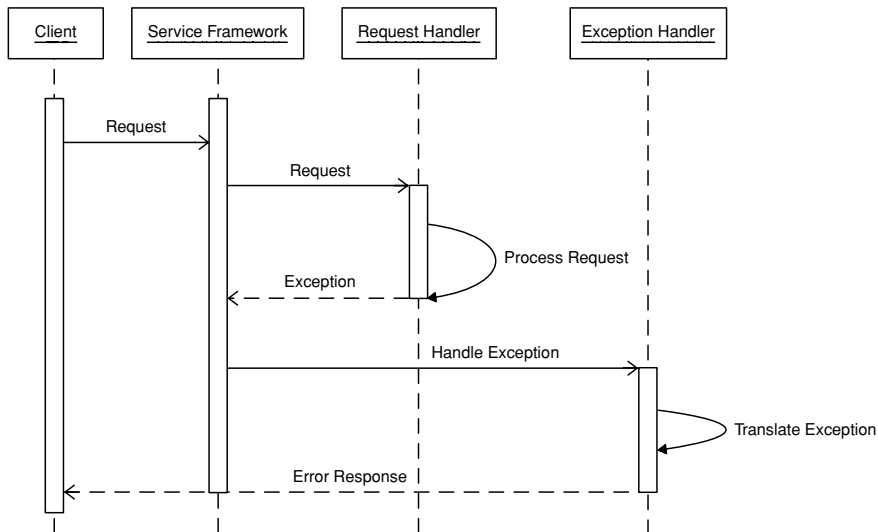 Client
Service Framework
Request Handler
Exception Handler
Request
Request
Process Request
Exception
Handle Exception
Translate Exception
Error Response